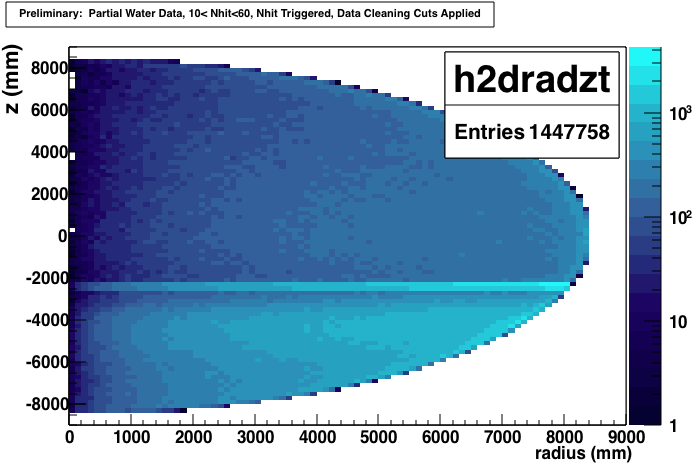 Preliminary: Partial Water Data, 10< Nhit<60, Nhit Triggered, Data Cleaning Cuts Applied
z (mm)
h2dradzt
Entries 1447758
8000
6000
4000
2000
0
-2000
-4000
-6000
-8000
0 1000 2000 3000 4000 5000 6000 7000 8000 9000
radius (mm)
10³
10²
10
1